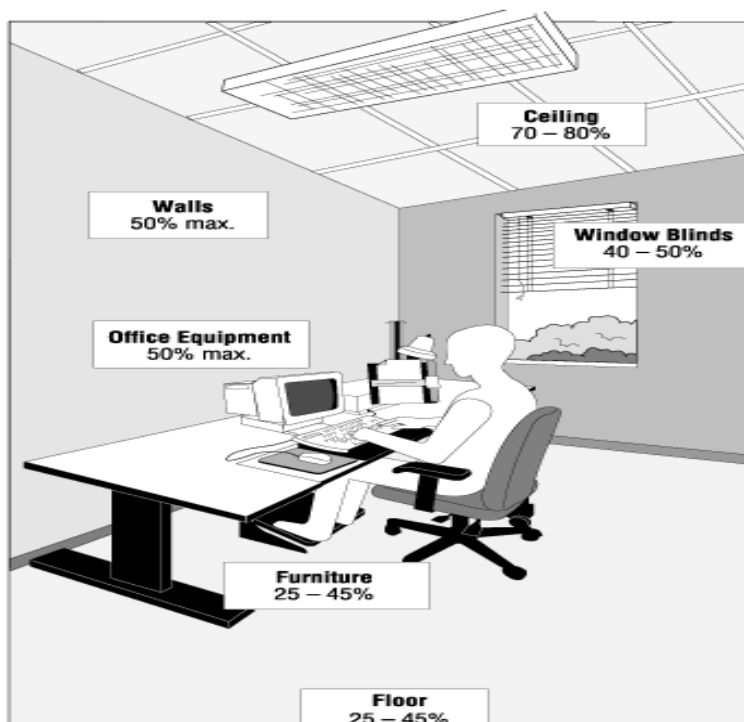 Ceiling
70 – 80%
Walls
50% max.
Window Blinds
40 – 50%
Office Equipment
50% max.
Furniture
25 – 45%
Floor
25 – 45%